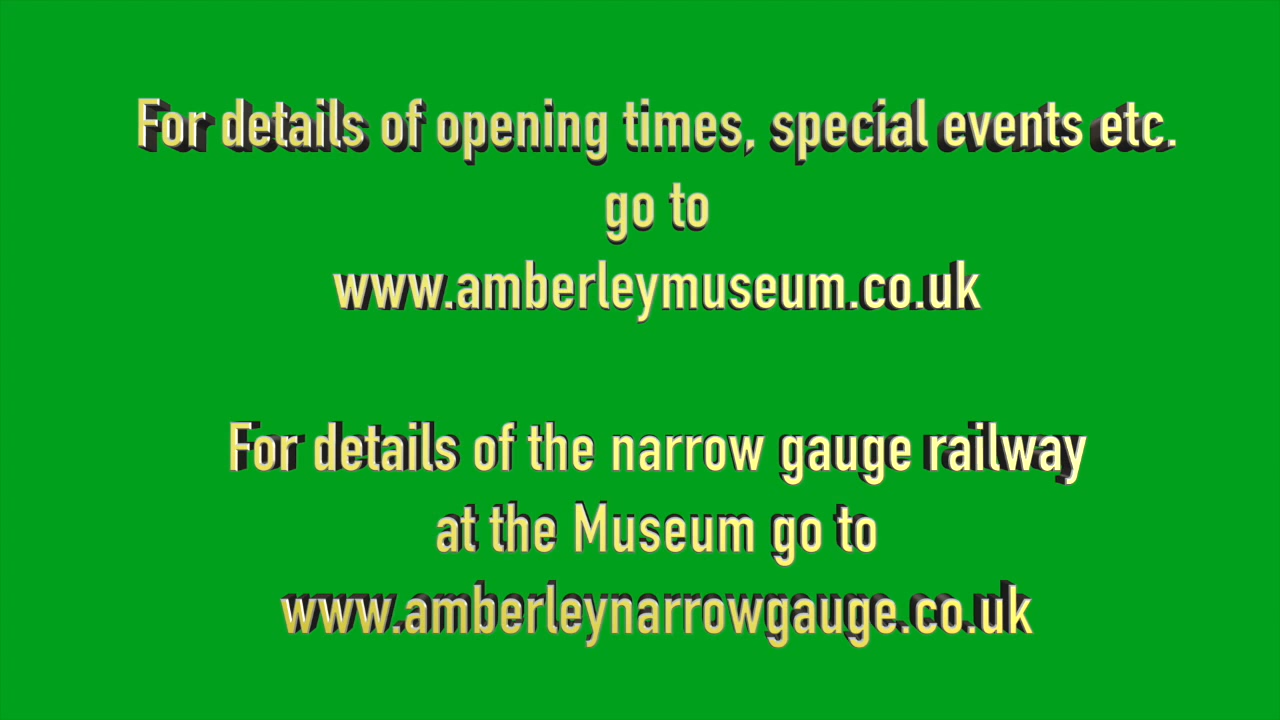 For details of opening times, special events etc.
go to
www.amberleymuseum.co.uk
For details of the narrow gauge railway
at the Museum go to
www.amberleynarrowgauge.co.uk